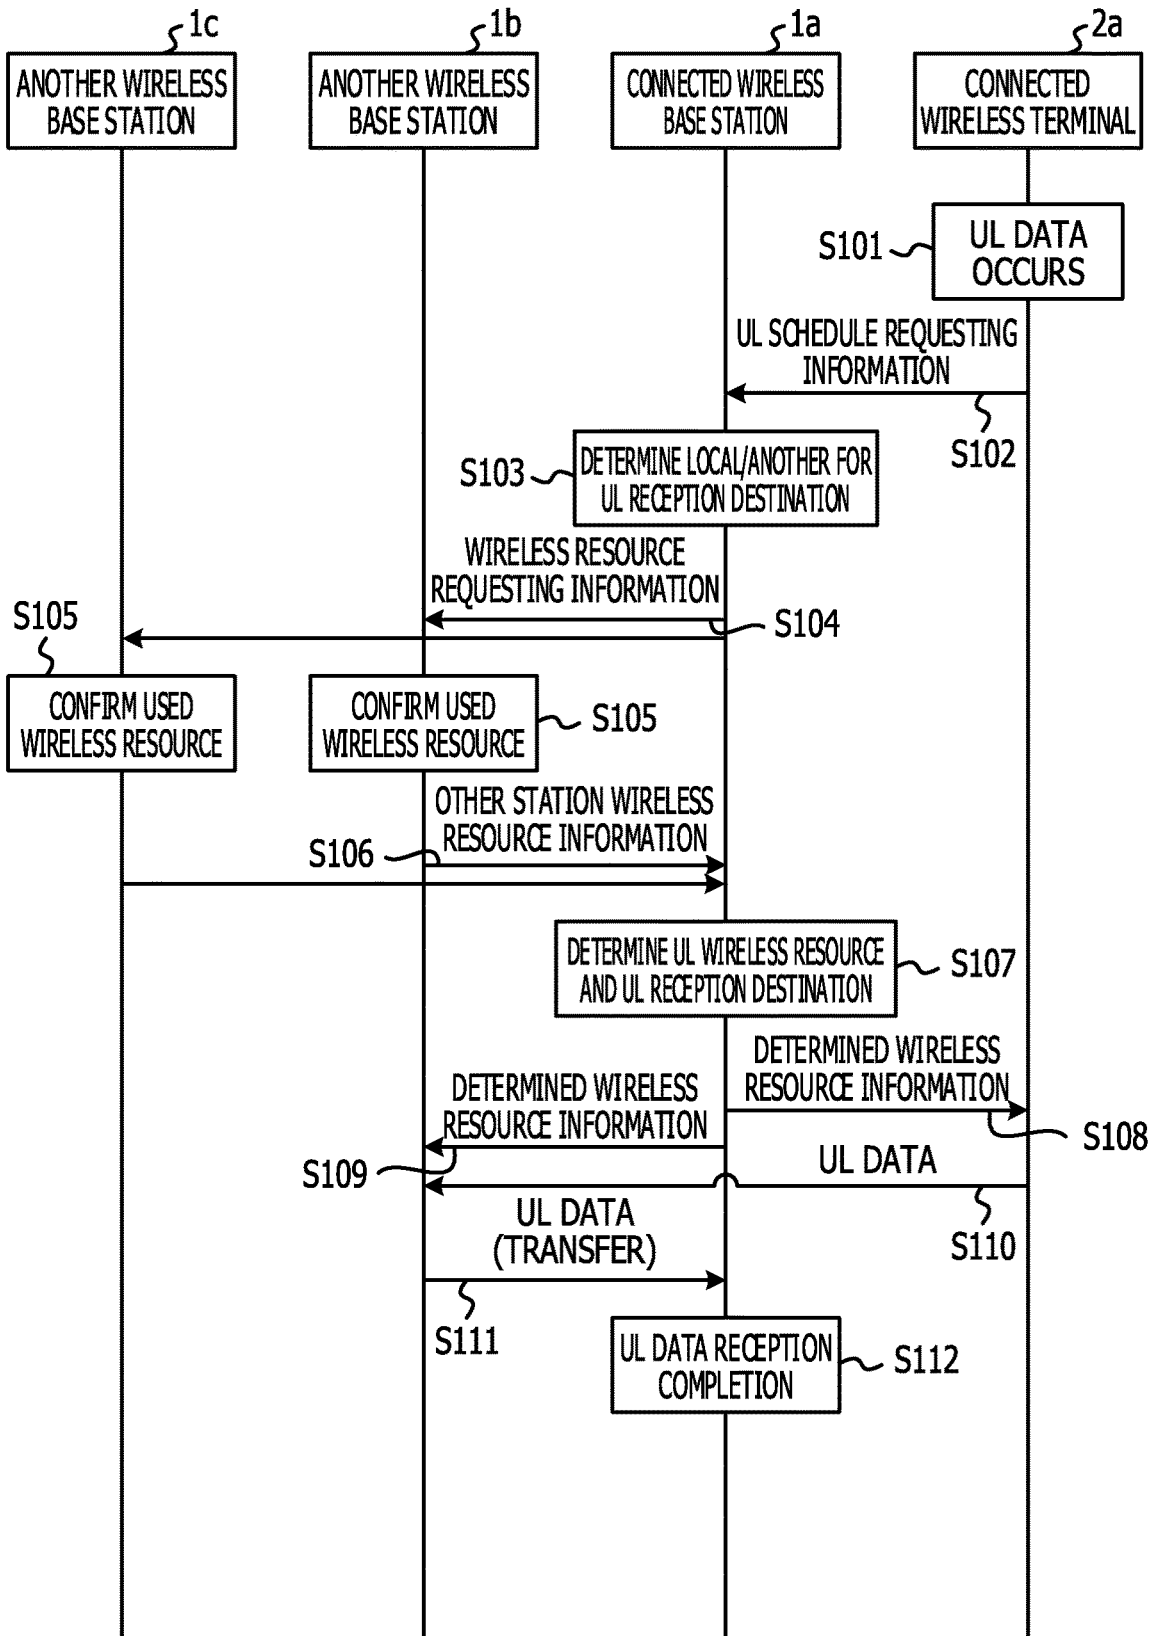 1c
1b
1a
2a
ANOTHER WIRELESS
BASE STATION
ANOTHER WIRELESS
BASE STATION
CONNECTED WIRELESS
BASE STATION
CONNECTED
WIRELESS TERMINAL
S101
UL DATA
OCCURS
UL SCHEDULE REQUESTING
INFORMATION
S102
S103
DETERMINE LOCAL/ANOTHER FOR
UL RECEPTION DESTINATION
WIRELESS RESOURCE
REQUESTING INFORMATION
S104
S105
CONFIRM USED
WIRELESS RESOURCE
CONFIRM USED
WIRELESS RESOURCE
S105
OTHER STATION WIRELESS
RESOURCE INFORMATION
S106
DETERMINE UL WIRELESS RESOURCE
AND UL RECEPTION DESTINATION
S107
DETERMINED WIRELESS
RESOURCE INFORMATION
S108
DETERMINED WIRELESS
RESOURCE INFORMATION
S109
UL DATA
S110
UL DATA
(TRANSFER)
S111
UL DATA RECEPTION
COMPLETION
S112